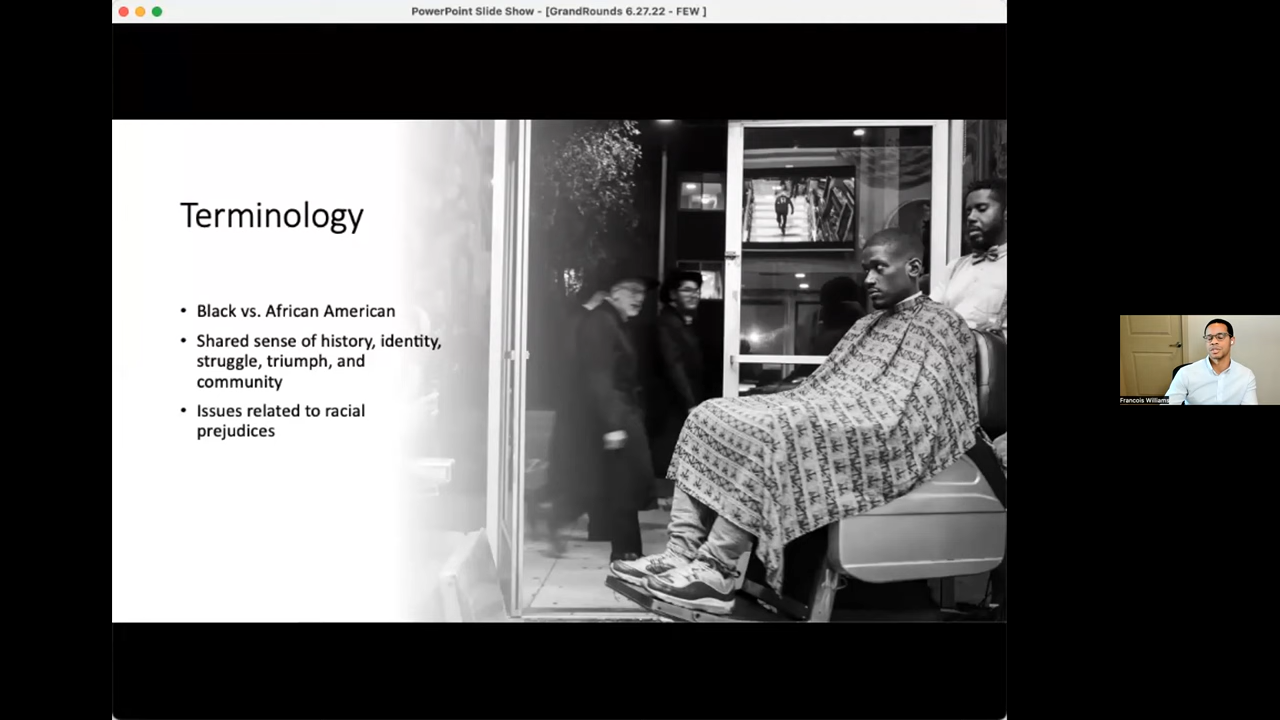 PowerPoint Slide Show - [GrandRounds 6.27.22 - FEW ]
Terminology
• Black vs. African American
• Shared sense of history, identity,
struggle, triumph, and
community
• Issues related to racial
prejudices
Francois Williams